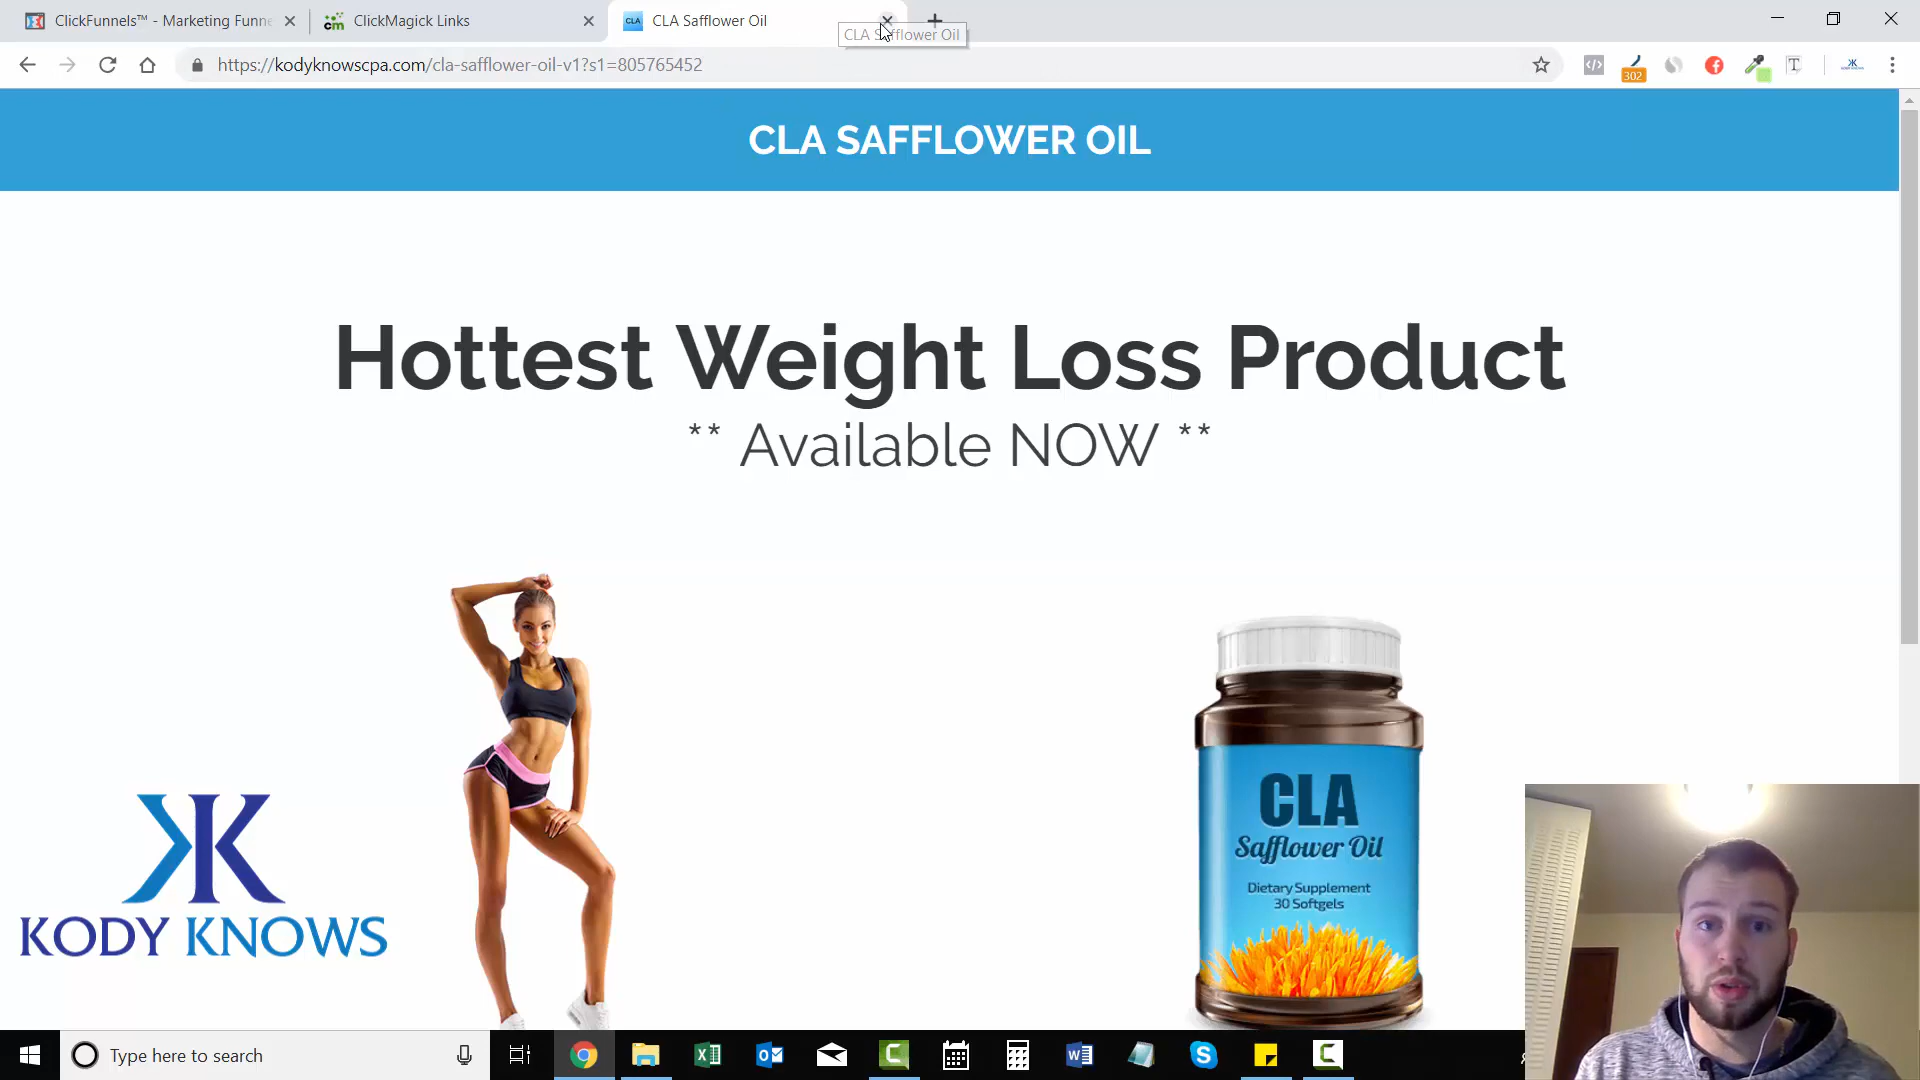 ClickFunnels™ - Marketing Funne
ClickMagick Links
CLA Safflower Oil
CLA Safflower Oil
https://kodyknowscpa.com/cla-safflower-oil-v1?s1=805765452
302
CLA SAFFLOWER OIL
Hottest Weight Loss Product
** Available NOW **
CLA
Safflower Oil
Dietary Supplement
30 Softgels
KODY KNOWS
Type here to search